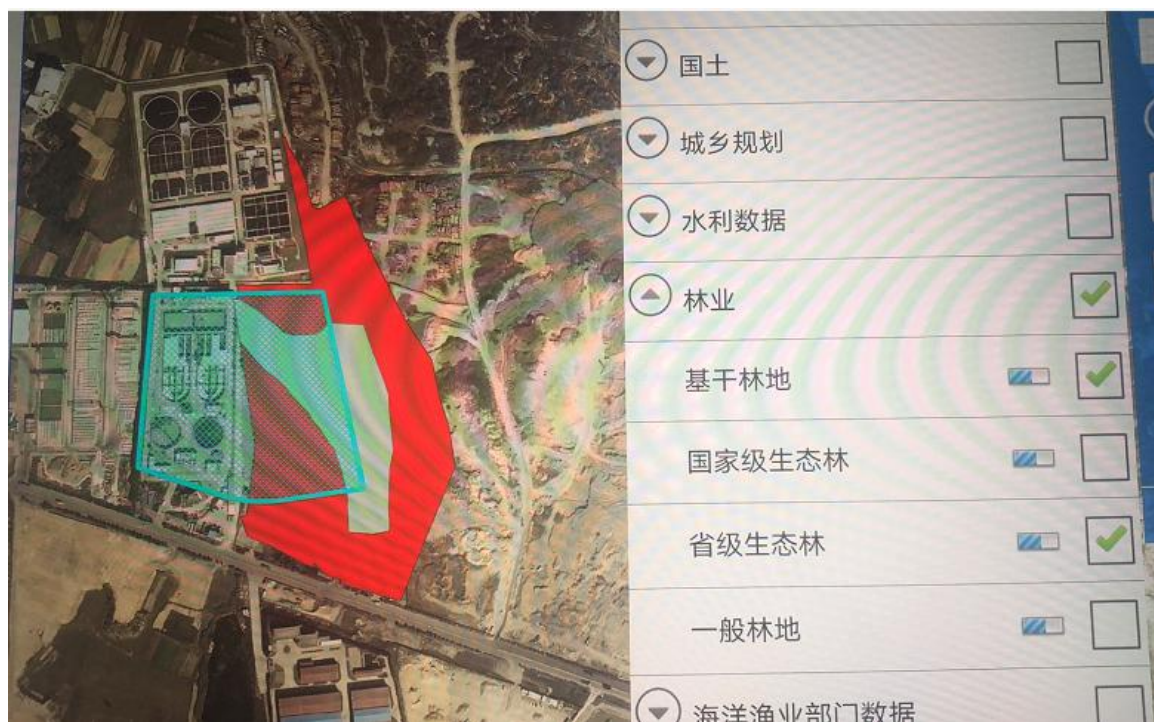 国土
城乡规划
水利数据
林业
基干林地
国家级生态林
省级生态林
一般林地
海洋渔业部门数据